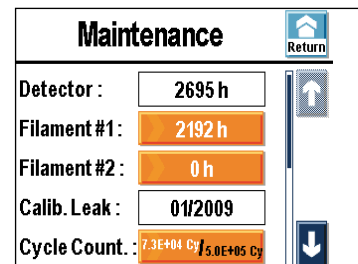 Maintenance
Return
Detector : 2695 h
Filament #1 : 2192 h
Filament #2 : 0 h
Calib. Leak : 01/2009
Cycle Count. : 7.3E+04 Cy/5.0E+05 Cy